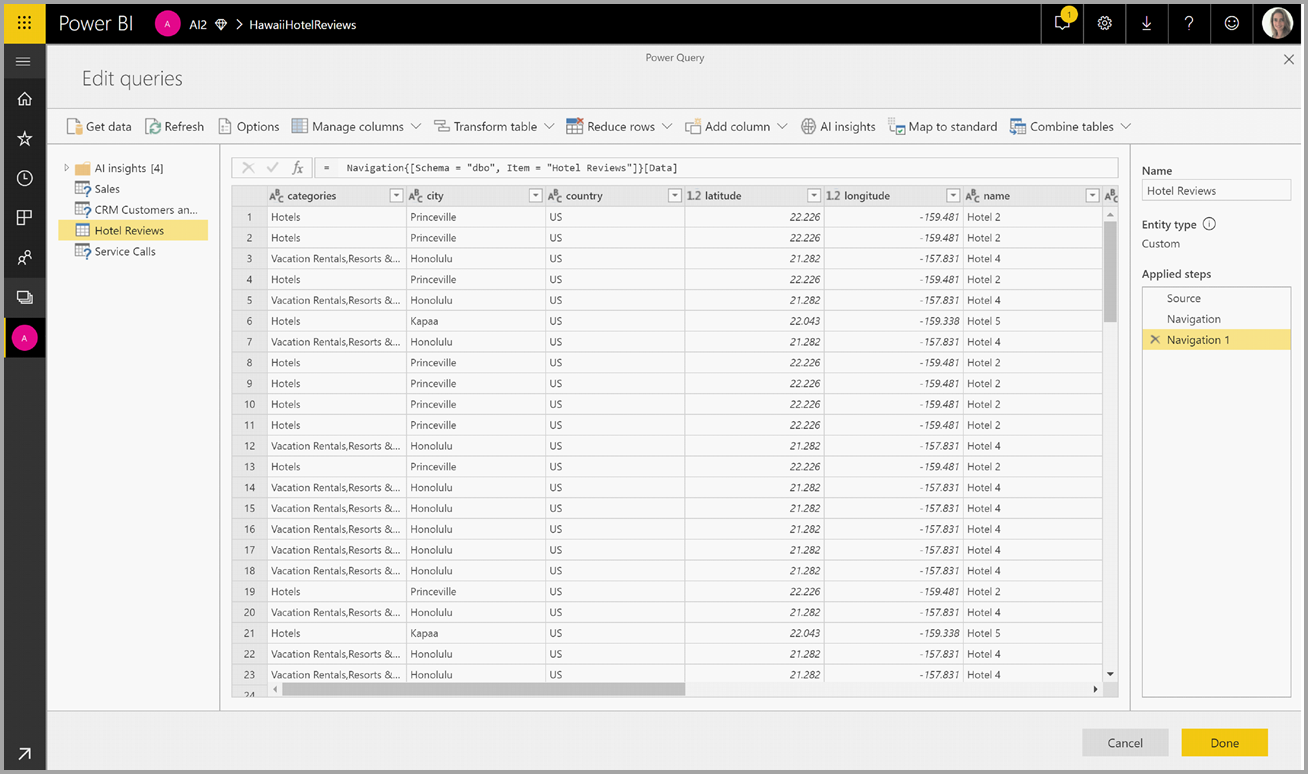 Power BI A AI2 > HawaiiHotelReviews 1 ?
Power Query
Edit queries
Get data Refresh Options Manage columns Transform table Reduce rows Add column AI insights Map to standard Combine tables
AI insights [4]
Sales
CRM Customers an...
Hotel Reviews
Service Calls
A
fx = Navigation{[Schema = "dbo", Item = "Hotel Reviews"]}[Data]
ABC categories ABC city ABC country 1.2 latitude 1.2 longitude ABC name ABC
1 Hotels Princeville US 22.226 -159.481 Hotel 2
2 Hotels Princeville US 22.226 -159.481 Hotel 2
3 Vacation Rentals,Resorts &... Honolulu US 21.282 -157.831 Hotel 4
4 Hotels Princeville US 22.226 -159.481 Hotel 2
5 Vacation Rentals,Resorts &... Honolulu US 21.282 -157.831 Hotel 4
6 Hotels Kapaa US 22.043 -159.338 Hotel 5
7 Vacation Rentals,Resorts &... Honolulu US 21.282 -157.831 Hotel 4
8 Hotels Princeville US 22.226 -159.481 Hotel 2
9 Hotels Princeville US 22.226 -159.481 Hotel 2
10 Hotels Princeville US 22.226 -159.481 Hotel 2
11 Hotels Princeville US 22.226 -159.481 Hotel 2
12 Vacation Rentals,Resorts &... Honolulu US 21.282 -157.831 Hotel 4
13 Hotels Princeville US 22.226 -159.481 Hotel 2
14 Vacation Rentals,Resorts &... Honolulu US 21.282 -157.831 Hotel 4
15 Vacation Rentals,Resorts &... Honolulu US 21.282 -157.831 Hotel 4
16 Vacation Rentals,Resorts &... Honolulu US 21.282 -157.831 Hotel 4
17 Vacation Rentals,Resorts &... Honolulu US 21.282 -157.831 Hotel 4
18 Vacation Rentals,Resorts &... Honolulu US 21.282 -157.831 Hotel 4
19 Hotels Princeville US 22.226 -159.481 Hotel 2
20 Vacation Rentals,Resorts &... Honolulu US 21.282 -157.831 Hotel 4
21 Hotels Kapaa US 22.043 -159.338 Hotel 5
22 Vacation Rentals,Resorts &... Honolulu US 21.282 -157.831 Hotel 4
23 Vacation Rentals,Resorts &... Honolulu US 21.282 -157.831 Hotel 4
24
Name
Hotel Reviews
Entity type
Custom
Applied steps
Source
Navigation
Navigation 1
Cancel Done